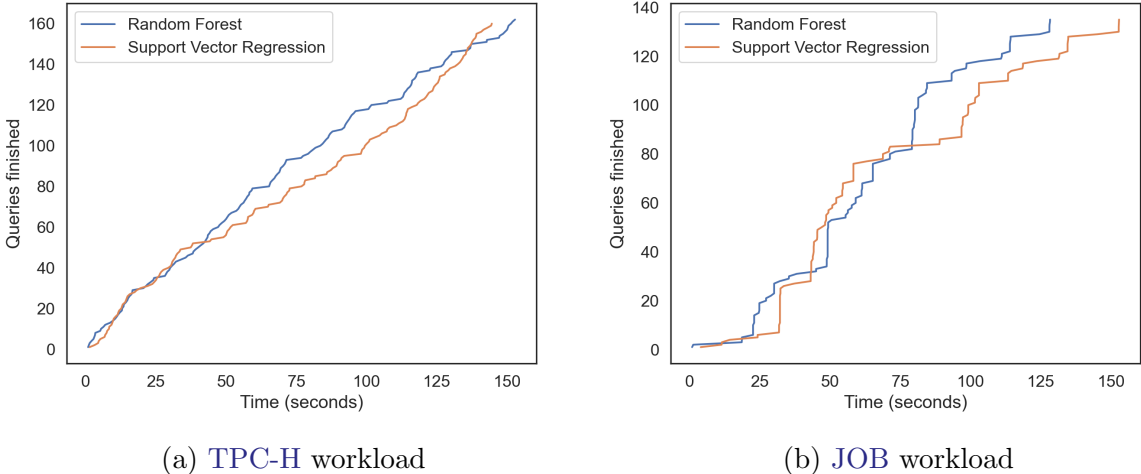 Random Forest
Support Vector Regression
Queries finished
160
140
120
100
80
60
40
20
0
0 25 50 75 100 125 150
Time (seconds)
(a) TPC-H workload
Random Forest
Support Vector Regression
Queries finished
140
120
100
80
60
40
20
0
0 25 50 75 100 125 150
Time (seconds)
(b) JOB workload